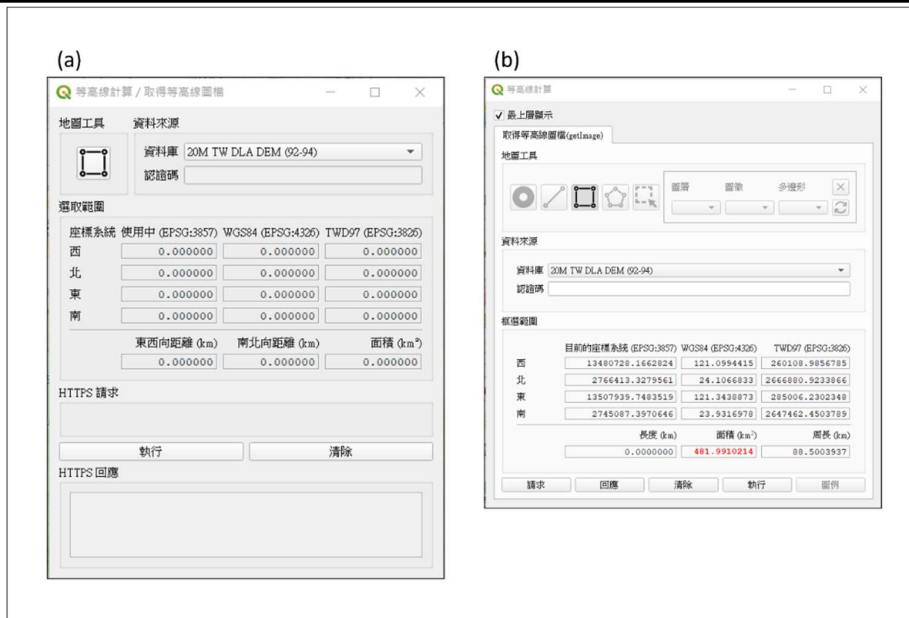 (a)
等高線計算 / 取得等高線圖檔
地圖工具 資料來源
資料庫 20M TW DLA DEM (92-94)
認證碼
選取範圍
座標系統 使用中 (EPSG:3857) WGS84 (EPSG:4326) TWD97 (EPSG:3826)
西 0.000000 0.000000 0.000000
北 0.000000 0.000000 0.000000
東 0.000000 0.000000 0.000000
南 0.000000 0.000000 0.000000
東西向距離 (km) 南北向距離 (km) 面積 (km²)
0.000000 0.000000 0.000000
HTTPS 請求
執行 清除
HTTPS 回應
(b)
等高線計算
最上層顯示
取得等高線圖檔(getImage)
地圖工具
圖層 圖徵 多邊形
資料來源
資料庫 20M TW DLA DEM (92-94)
認證碼
框選範圍
目前的座標系統 (EPSG:3857) WGS84 (EPSG:4326) TWD97 (EPSG:3826)
西 13480728.1662824 121.0994415 260108.9856785
北 2766413.3279561 24.1066833 2666880.9233866
東 13507939.7483519 121.3438873 285006.2302348
南 2745087.3970646 23.9316978 2647462.4503789
長度 (km) 面積 (km²) 周長 (km)
0.0000000 481.9910214 88.5003937
請求 回應 清除 執行 圖例